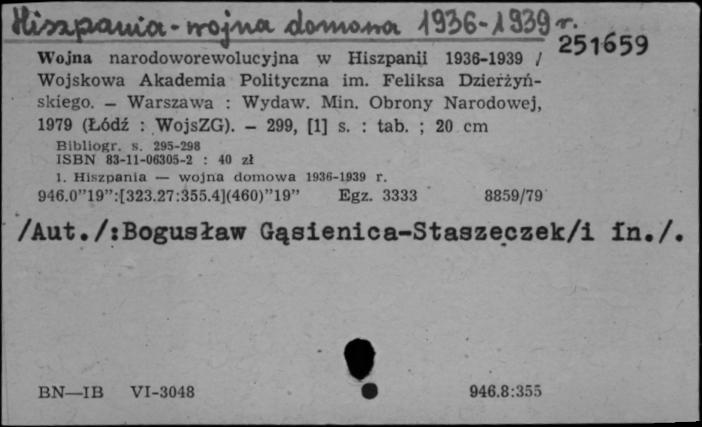 Hiszpania - wojna domowa 1936-1939 r.
251659
Wojna narodoworewolucyjna w Hiszpanii 1936-1939 /
Wojskowa Akademia Polityczna im. Feliksa Dzierżyń-
skiego. — Warszawa : Wydaw. Min. Obrony Narodowej,
1979 (Łódź : WojsZG). — 299, [1] s. : tab. ; 20 cm
Bibliogr. s. 295-298
ISBN 83-11-06305-2 : 40 zł
1. Hiszpania — wojna domowa 1936-1939 r.
946.0"19":[323.27:355.4](460)"19" Egz. 3333 8859/79
/Aut./:Bogusław Gąsienica-Staszeczek/i in./.
BN—IB VI-3048 946.8:355